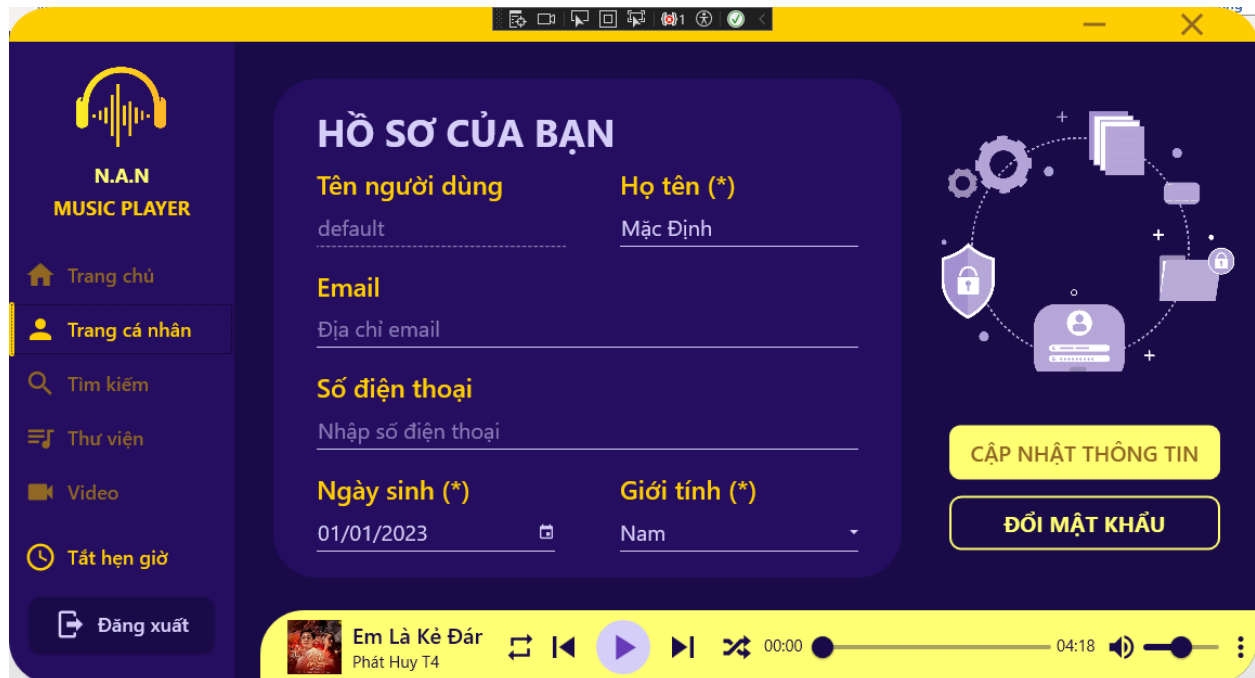 1
N.A.N
MUSIC PLAYER
Trang chủ
Trang cá nhân
Tìm kiếm
Thư viện
Video
Tắt hẹn giờ
Đăng xuất
HỒ SƠ CỦA BẠN
Tên người dùng
Họ tên (*)
default
Mặc Định
Email
Địa chỉ email
Số điện thoại
Nhập số điện thoại
Ngày sinh (*)
Giới tính (*)
01/01/2023
Nam
CẬP NHẬT THÔNG TIN
ĐỔI MẬT KHẨU
Em Là Kẻ Đár
Phát Huy T4
00:00
04:18